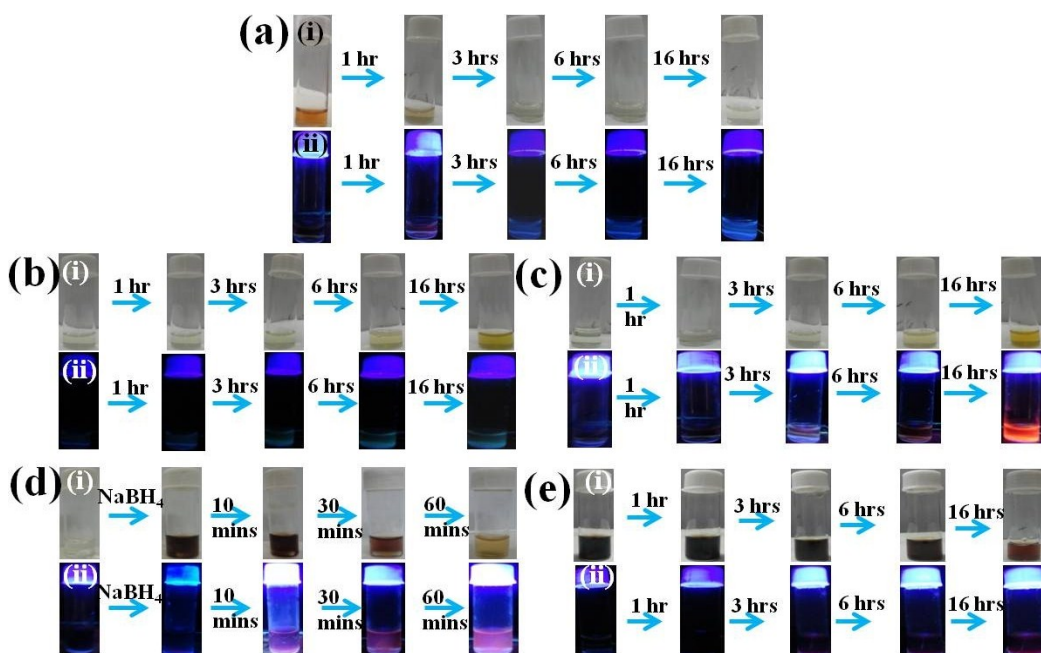 (a) (i)
1 hr 3 hrs 6 hrs 16 hrs
(ii)
1 hr 3 hrs 6 hrs 16 hrs
(b) (i)
1 hr 3 hrs 6 hrs 16 hrs
(ii)
1 hr 3 hrs 6 hrs 16 hrs
(c) (i)
1
hr 3 hrs 6 hrs 16 hrs
(ii)
1
hr 3 hrs 6 hrs 16 hrs
(d) (i)
NaBH4 10
mins 30
mins 60
mins
(ii)
NaBH4 10
mins 30
mins 60
mins
(e) (i)
1 hr 3 hrs 6 hrs 16 hrs
(ii)
1 hr 3 hrs 6 hrs 16 hrs